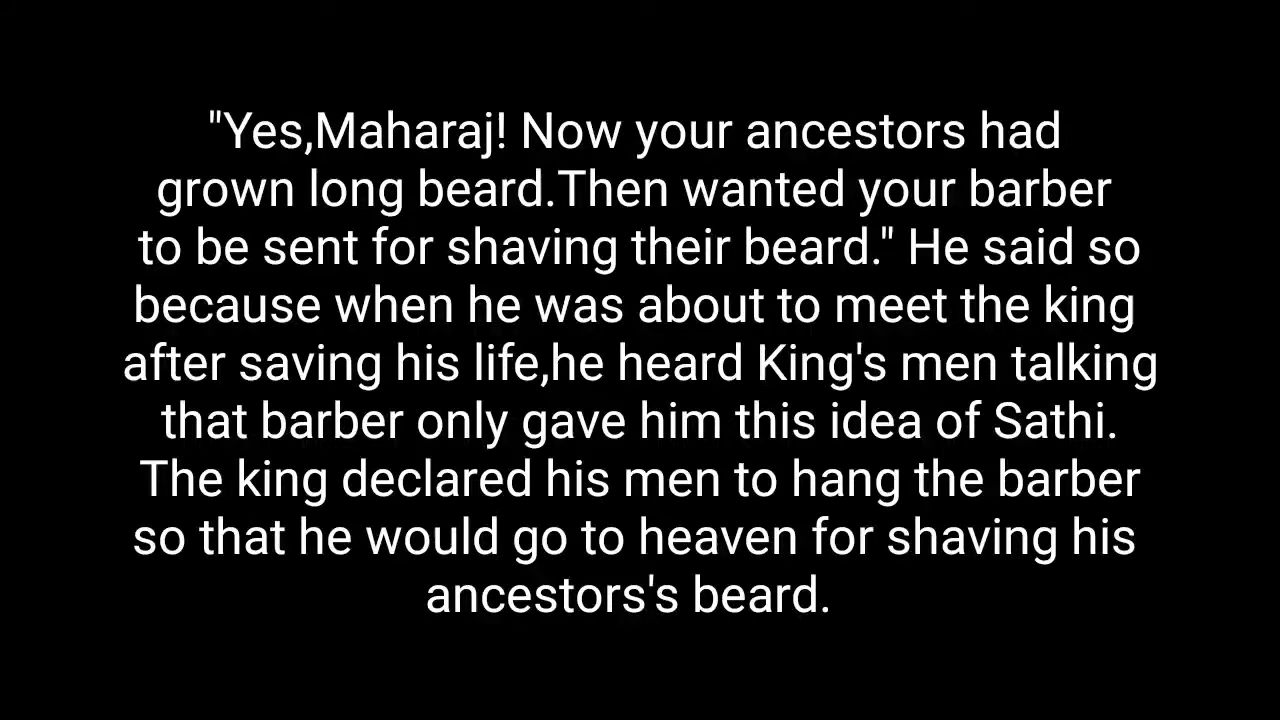 "Yes,Maharaj! Now your ancestors had
grown long beard.Then wanted your barber
to be sent for shaving their beard." He said so
because when he was about to meet the king
after saving his life,he heard King's men talking
that barber only gave him this idea of Sathi.
The king declared his men to hang the barber
so that he would go to heaven for shaving his
ancestors's beard.